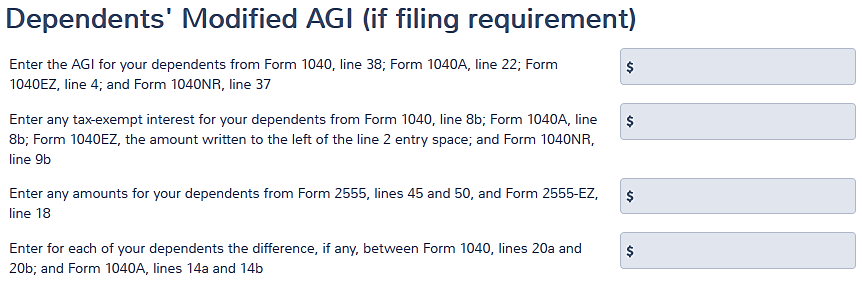 Dependents' Modified AGI (if filing requirement)
Enter the AGI for your dependents from Form 1040, line 38; Form 1040A, line 22; Form
1040EZ, line 4; and Form 1040NR, line 37
$
Enter any tax-exempt interest for your dependents from Form 1040, line 8b; Form 1040A, line
8b; Form 1040EZ, the amount written to the left of the line 2 entry space; and Form 1040NR,
line 9b
$
Enter any amounts for your dependents from Form 2555, lines 45 and 50, and Form 2555-EZ,
line 18
$
Enter for each of your dependents the difference, if any, between Form 1040, lines 20a and
20b; and Form 1040A, lines 14a and 14b
$